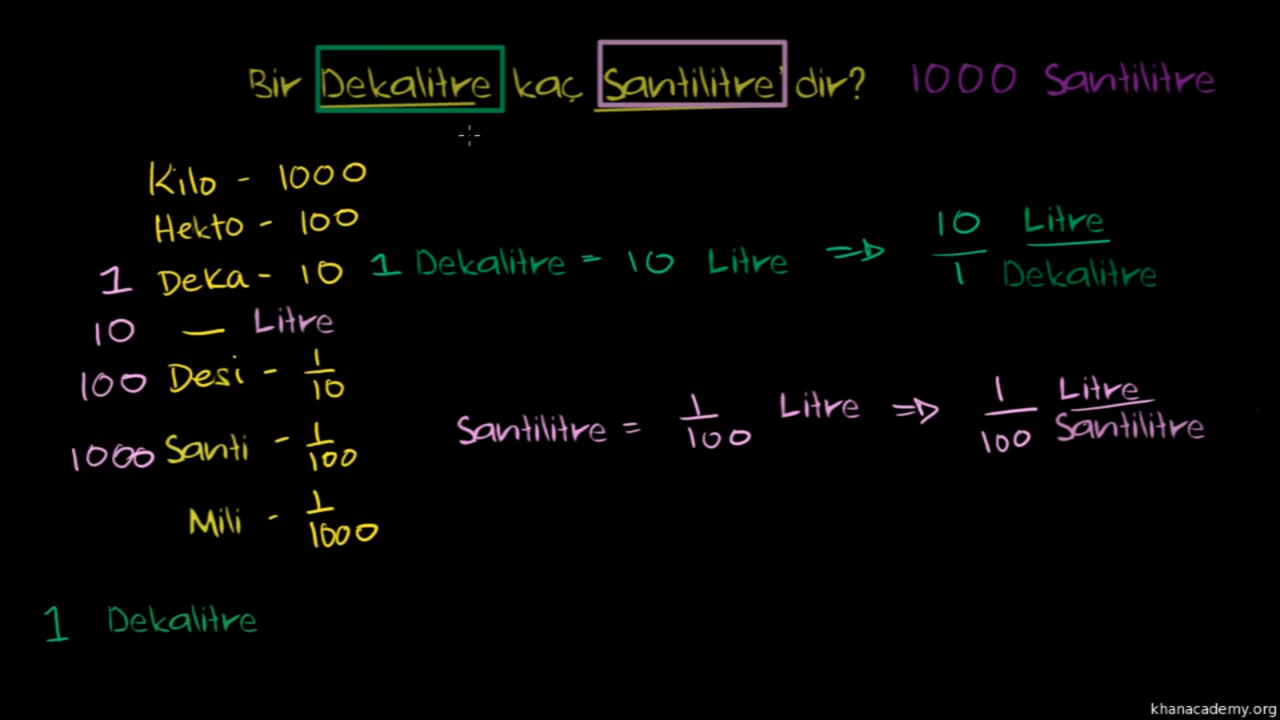 Bir Dekalitre kaç Santilitre'dir? 1000 Santilitre
Kilo - 1000
Hekto - 100
1 Deka - 10
1 Dekalitre = 10 Litre => 10/1 Litre/Dekalitre
10 — Litre
100 Desi - 1/10
1000 Santi - 1/100
Santilitre = 1/100 Litre => 1/100 Litre/Santilitre
Mili - 1/1000
1 Dekalitre
khanacademy.org